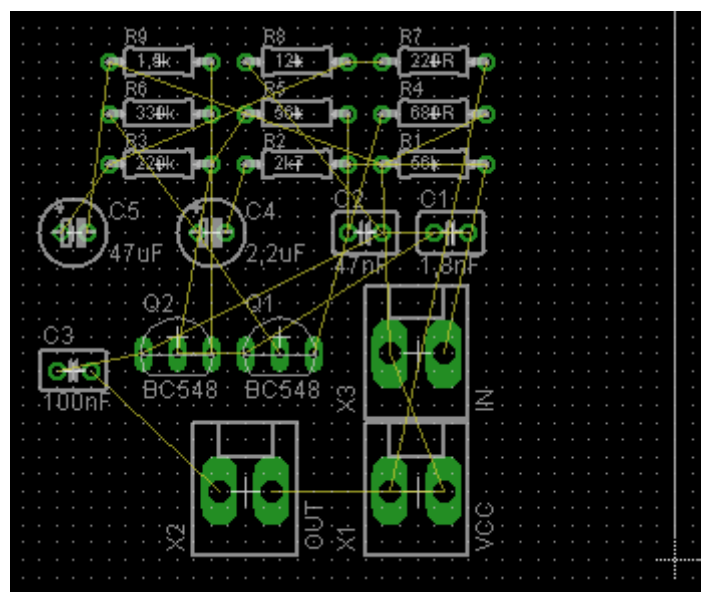 R9 R8 R7
1,8k 12k 220R
R6 R5 R4
330k 56k 680R
R3 R2 R1
220k 2k7 56k
C5 C4 C2 C1
47uF 2,2uF 47nF 1,8nF
Q2 Q1
C3
BC548 BC548
100nF
X3 IN
X2 OUT X1 VCC